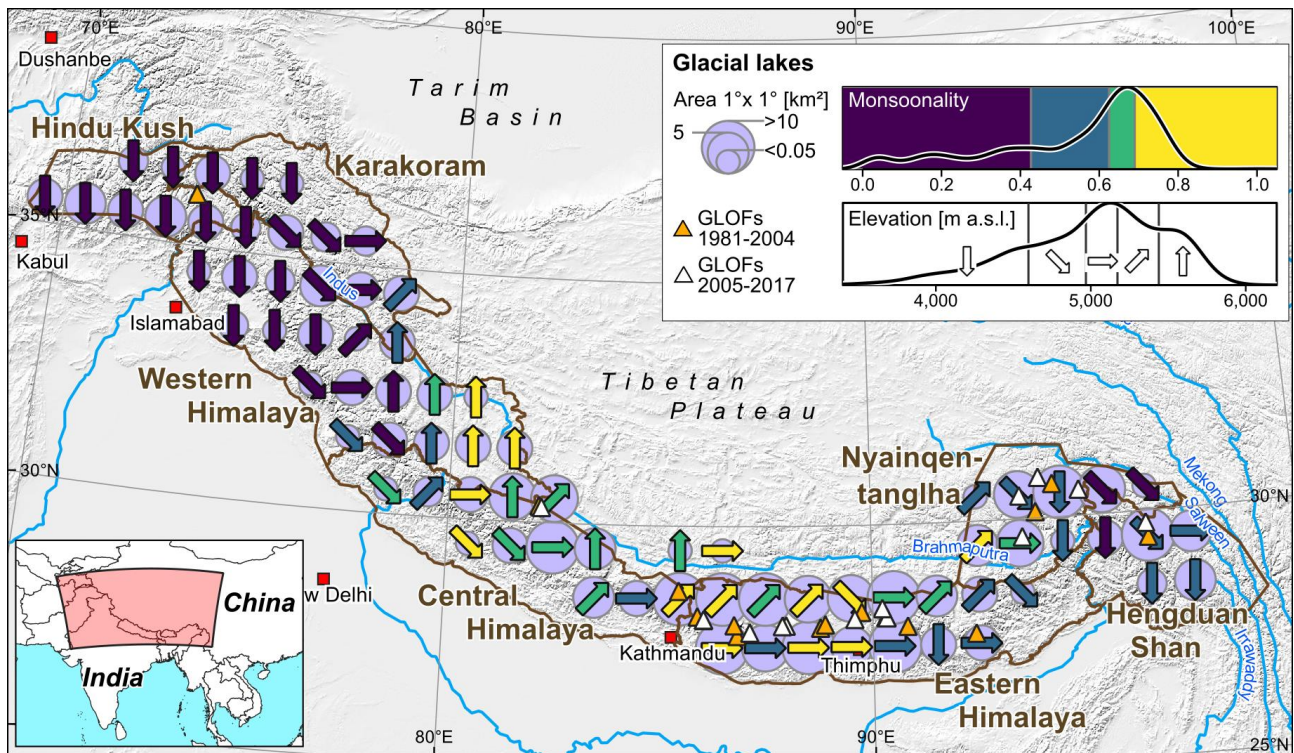 70°E
80°E
90°E
100°E
Dushanbe
Tarim
Basin
Hindu Kush
Karakoram
35°N
Kabul
Indus
Islamabad
Western
Himalaya
Tibetan
Plateau
Glacial lakes
Area 1°x 1° [km²]
>10
5
<0.05
GLOFs
1981-2004
GLOFs
2005-2017
Monsoonality
0.0
0.2
0.4
0.6
0.8
1.0
Elevation [m a.s.l.]
4,000
5,000
6,000
30°N
Nyainqen-
tanglha
Mekong
Salween
30°N
Brahmaputra
Irrawaddy
w Delhi
Central
Himalaya
Kathmandu
Thimphu
Hengduan
Shan
Eastern
Himalaya
China
India
80°E
90°E
25°N